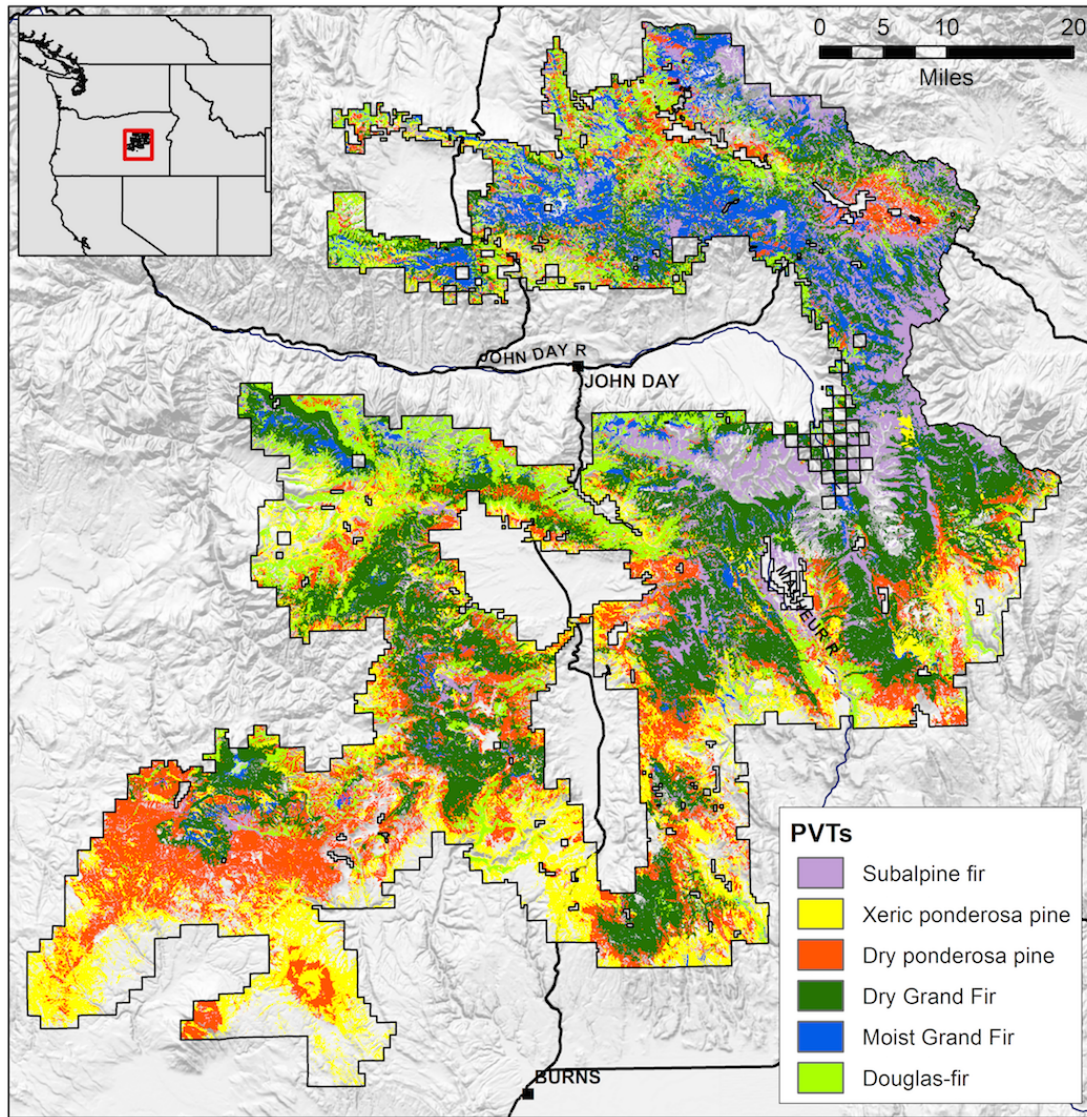 0 5 10 20
Miles
JOHN DAY R
JOHN DAY
MALHEUR R
BURNS
PVTs
Subalpine fir
Xeric ponderosa pine
Dry ponderosa pine
Dry Grand Fir
Moist Grand Fir
Douglas-fir